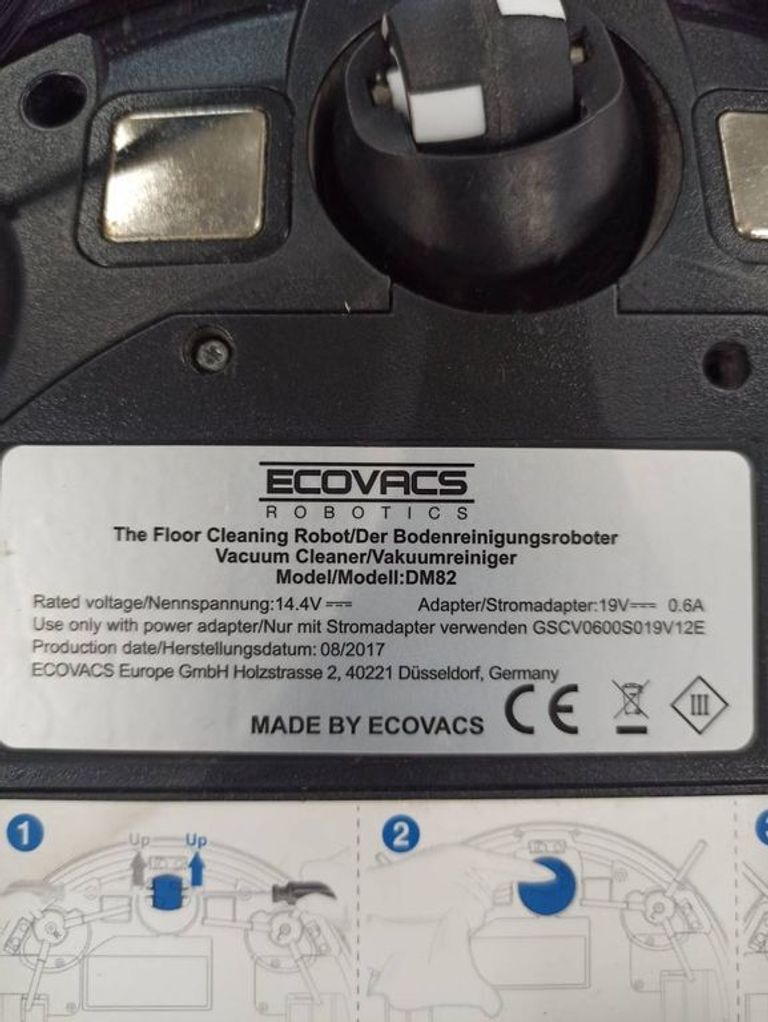 ECOVACS
ROBOTICS
The Floor Cleaning Robot/Der Bodenreinigungsroboter
Vacuum Cleaner/Vakuumreiniger
Model/Modell:DM82
Rated voltage/Nennspannung:14.4V⎓ Adapter/Stromadapter:19V⎓ 0.6A
Use only with power adapter/Nur mit Stromadapter verwenden GSCV0600S019V12E
Production date/Herstellungsdatum: 08/2017
ECOVACS Europe GmbH Holzstrasse 2, 40221 Düsseldorf, Germany
MADE BY ECOVACS CE III
1 Up Up 2